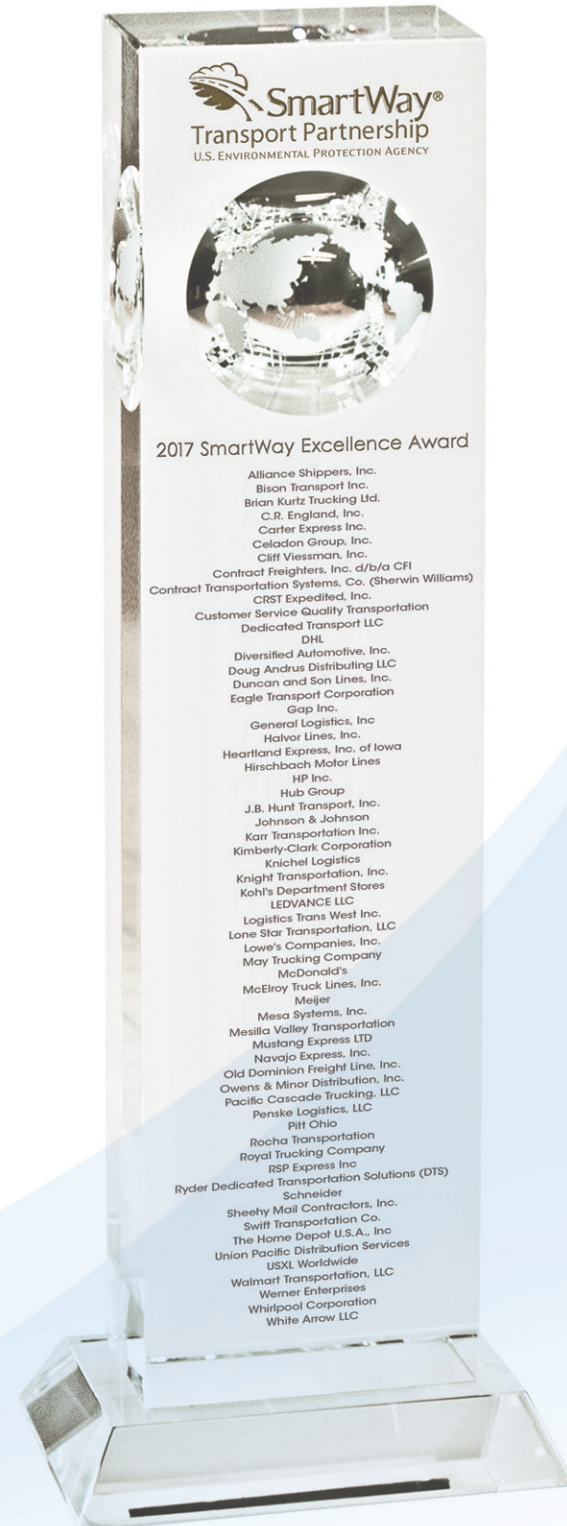 SmartWay®
Transport Partnership
U.S. ENVIRONMENTAL PROTECTION AGENCY
2017 SmartWay Excellence Award
Alliance Shippers, Inc.
Bison Transport Inc.
Brian Kurtz Trucking Ltd.
C.R. England, Inc.
Carter Express Inc.
Celadon Group, Inc.
Cliff Viessman, Inc.
Contract Freighters, Inc. d/b/a CFI
Contract Transportation Systems, Co. (Sherwin Williams)
CRST Expedited, Inc.
Customer Service Quality Transportation
Dedicated Transport LLC
DHL
Diversified Automotive, Inc.
Doug Andrus Distributing LLC
Duncan and Son Lines, Inc.
Eagle Transport Corporation
Gap Inc.
General Logistics, Inc
Halvor Lines, Inc.
Heartland Express, Inc. of Iowa
Hirschbach Motor Lines
HP Inc.
Hub Group
J.B. Hunt Transport, Inc.
Johnson & Johnson
Karr Transportation Inc.
Kimberly-Clark Corporation
Knichel Logistics
Knight Transportation, Inc.
Kohl's Department Stores
LEDVANCE LLC
Logistics Trans West Inc.
Lone Star Transportation, LLC
Lowe's Companies, Inc.
May Trucking Company
McDonald's
McElroy Truck Lines, Inc.
Meijer
Mesa Systems, Inc.
Mesilla Valley Transportation
Mustang Express LTD
Navajo Express, Inc.
Old Dominion Freight Line, Inc.
Owens & Minor Distribution, Inc.
Pacific Cascade Trucking, LLC
Penske Logistics, LLC
Pitt Ohio
Rocha Transportation
Royal Trucking Company
RSP Express Inc
Ryder Dedicated Transportation Solutions (DTS)
Schneider
Sheehy Mail Contractors, Inc.
Swift Transportation Co.
The Home Depot U.S.A., Inc
Union Pacific Distribution Services
USXL Worldwide
Walmart Transportation, LLC
Werner Enterprises
Whirlpool Corporation
White Arrow LLC